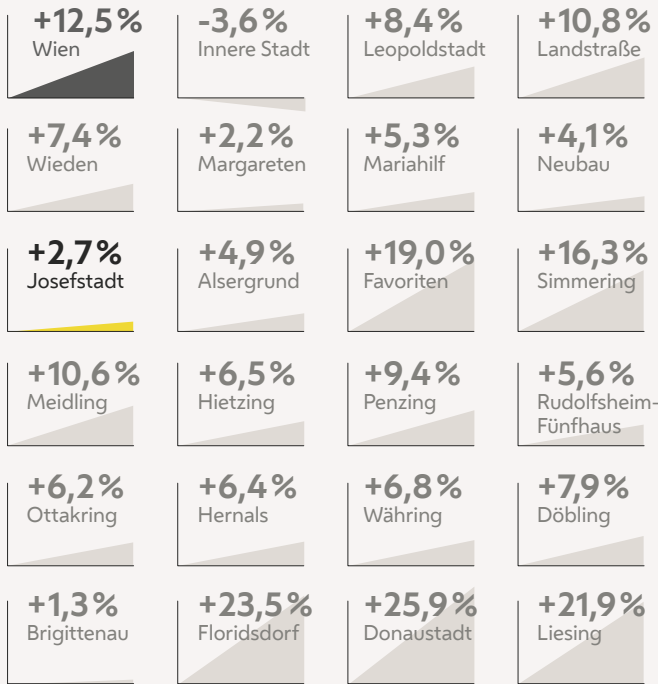 +12,5%
Wien
-3,6%
Innere Stadt
+8,4%
Leopoldstadt
+10,8%
Landstraße
+7,4%
Wieden
+2,2%
Margareten
+5,3%
Mariahilf
+4,1%
Neubau
+2,7%
Josefstadt
+4,9%
Alsergrund
+19,0%
Favoriten
+16,3%
Simmering
+10,6%
Meidling
+6,5%
Hietzing
+9,4%
Penzing
+5,6%
Rudolfsheim-
Fünfhaus
+6,2%
Ottakring
+6,4%
Hernals
+6,8%
Währing
+7,9%
Döbling
+1,3%
Brigittenau
+23,5%
Floridsdorf
+25,9%
Donaustadt
+21,9%
Liesing